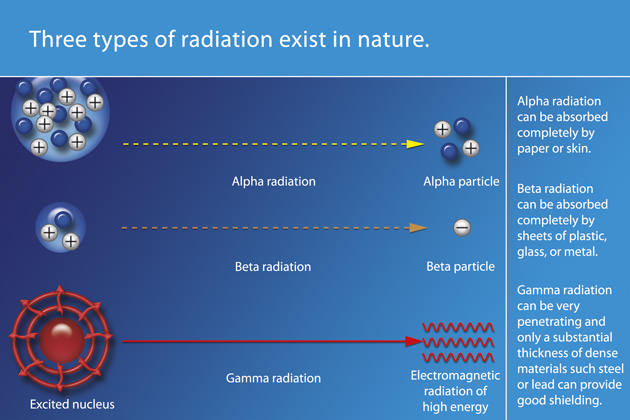 Three types of radiation exist in nature.
Alpha radiation
Alpha particle
Alpha radiation
can be absorbed
completely by
paper or skin.
Beta radiation
Beta particle
Beta radiation
can be absorbed
completely by
sheets of plastic,
glass, or metal.
Excited nucleus
Gamma radiation
Electromagnetic
radiation of
high energy
Gamma radiation
can be very
penetrating and
only a substantial
thickness of dense
materials such steel
or lead can provide
good shielding.